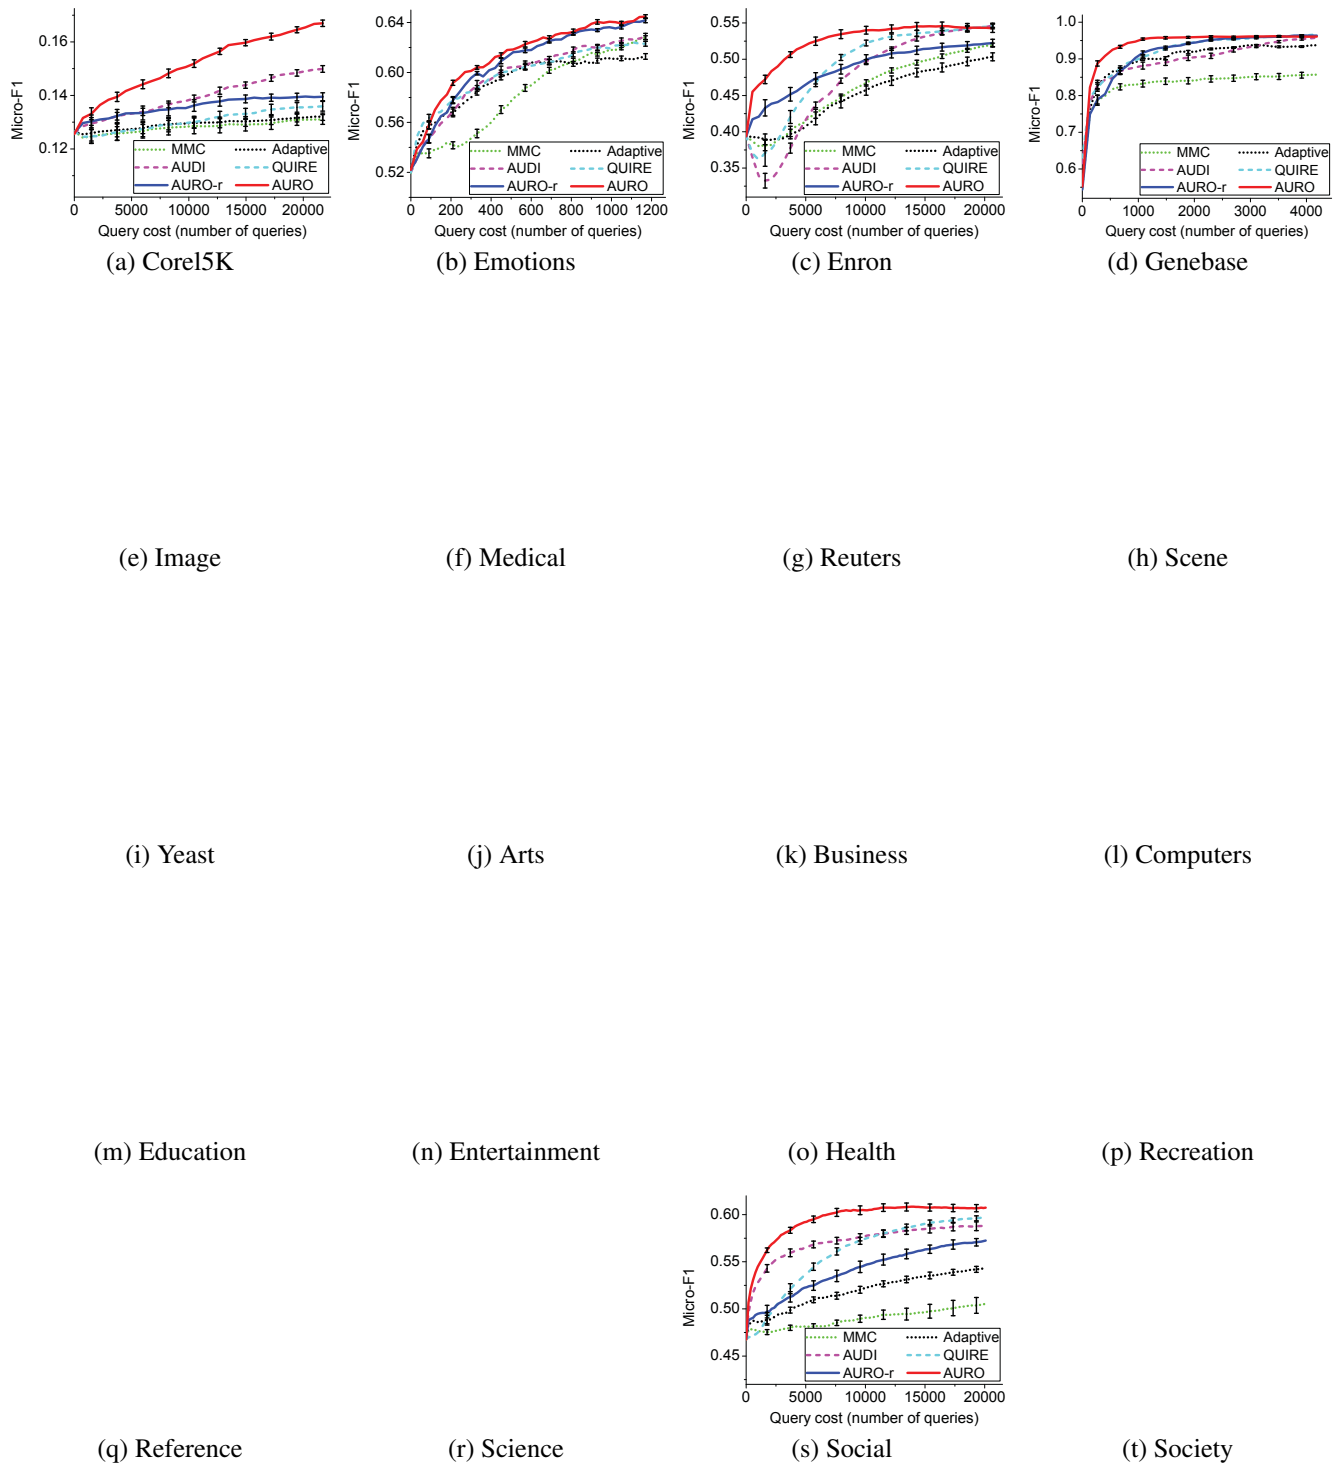 0.16
0.14
0.12
Micro-F1
MMC Adaptive
AUDI QUIRE
AURO-r AURO
0 5000 10000 15000 20000
Query cost (number of queries)
(a) Corel5K
0.64
0.60
0.56
0.52
Micro-F1
MMC Adaptive
AUDI QUIRE
AURO-r AURO
0 200 400 600 800 1000 1200
Query cost (number of queries)
(b) Emotions
0.55
0.50
0.45
0.40
0.35
Micro-F1
MMC Adaptive
AUDI QUIRE
AURO-r AURO
0 5000 10000 15000 20000
Query cost (number of queries)
(c) Enron
1.0
0.9
0.8
0.7
0.6
Micro-F1
MMC Adaptive
AUDI QUIRE
AURO-r AURO
0 1000 2000 3000 4000
Query cost (number of queries)
(d) Genebase
(e) Image
(f) Medical
(g) Reuters
(h) Scene
(i) Yeast
(j) Arts
(k) Business
(l) Computers
(m) Education
(n) Entertainment
(o) Health
(p) Recreation
(q) Reference
(r) Science
0.60
0.55
0.50
0.45
Micro-F1
MMC Adaptive
AUDI QUIRE
AURO-r AURO
0 5000 10000 15000 20000
Query cost (number of queries)
(s) Social
(t) Society